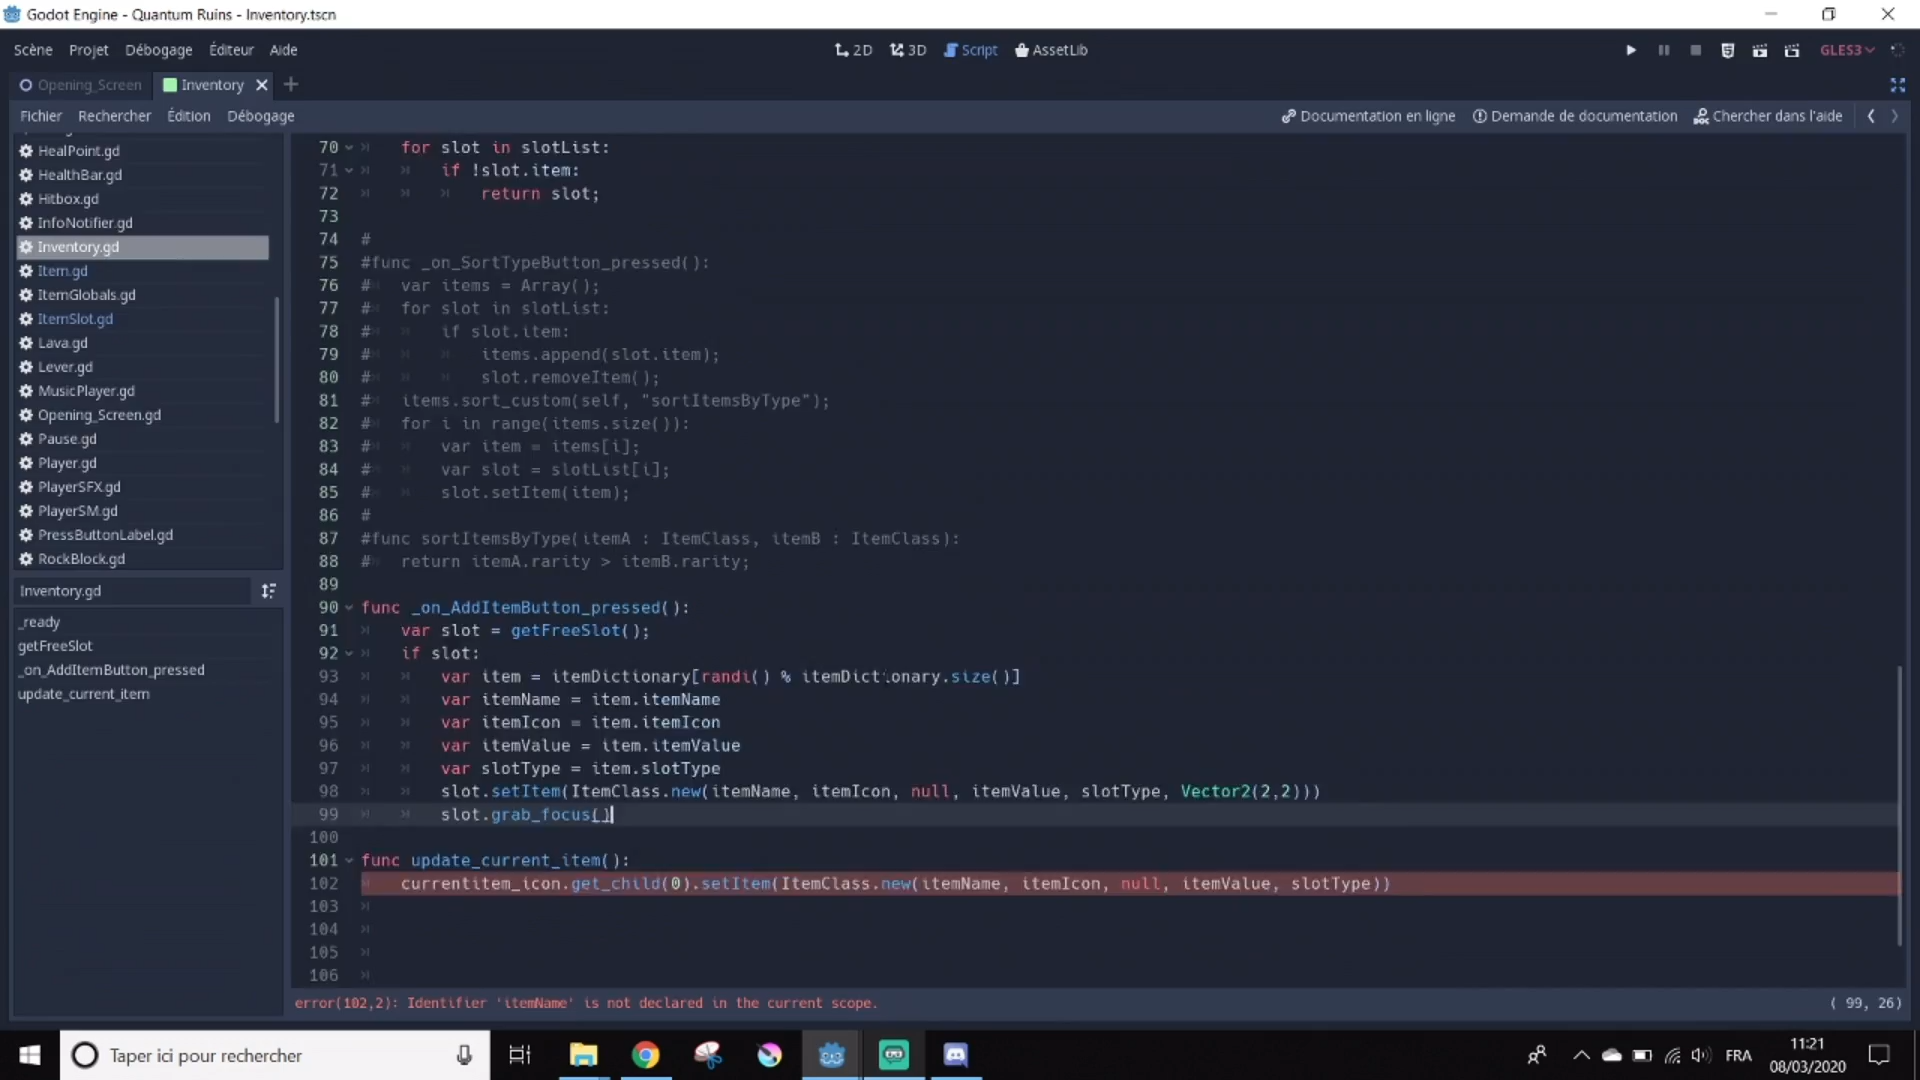 Godot Engine - Quantum Ruins - Inventory.tscn
Scène Projet Débogage Éditeur Aide
2D 3D Script AssetLib
GLES3
Opening_Screen Inventory
Fichier Rechercher Édition Débogage
Documentation en ligne Demande de documentation Chercher dans l'aide
HealPoint.gd
HealthBar.gd
Hitbox.gd
InfoNotifier.gd
Inventory.gd
Item.gd
ItemGlobals.gd
ItemSlot.gd
Lava.gd
Lever.gd
MusicPlayer.gd
Opening_Screen.gd
Pause.gd
Player.gd
PlayerSFX.gd
PlayerSM.gd
PressButtonLabel.gd
RockBlock.gd
Inventory.gd
_ready
getFreeSlot
_on_AddItemButton_pressed
update_current_item
70 for slot in slotList:
71 if !slot.item:
72 return slot;
73
74 #
75 #func _on_SortTypeButton_pressed():
76 # var items = Array();
77 # for slot in slotList:
78 # if slot.item:
79 # items.append(slot.item);
80 # slot.removeItem();
81 # items.sort_custom(self, "sortItemsByType");
82 # for i in range(items.size()):
83 # var item = items[i];
84 # var slot = slotList[i];
85 # slot.setItem(item);
86 #
87 #func sortItemsByType(itemA : ItemClass, itemB : ItemClass):
88 # return itemA.rarity > itemB.rarity;
89
90 func _on_AddItemButton_pressed():
91 var slot = getFreeSlot();
92 if slot:
93 var item = itemDictionary[randi() % itemDictionary.size()]
94 var itemName = item.itemName
95 var itemIcon = item.itemIcon
96 var itemValue = item.itemValue
97 var slotType = item.slotType
98 slot.setItem(ItemClass.new(itemName, itemIcon, null, itemValue, slotType, Vector2(2,2)))
99 slot.grab_focus()
100
101 func update_current_item():
102 currentitem_icon.get_child(0).setItem(ItemClass.new(itemName, itemIcon, null, itemValue, slotType))
103
104
105
106
error(102,2): Identifier 'itemName' is not declared in the current scope.
( 99, 26)
Taper ici pour rechercher
FRA
11:21
08/03/2020